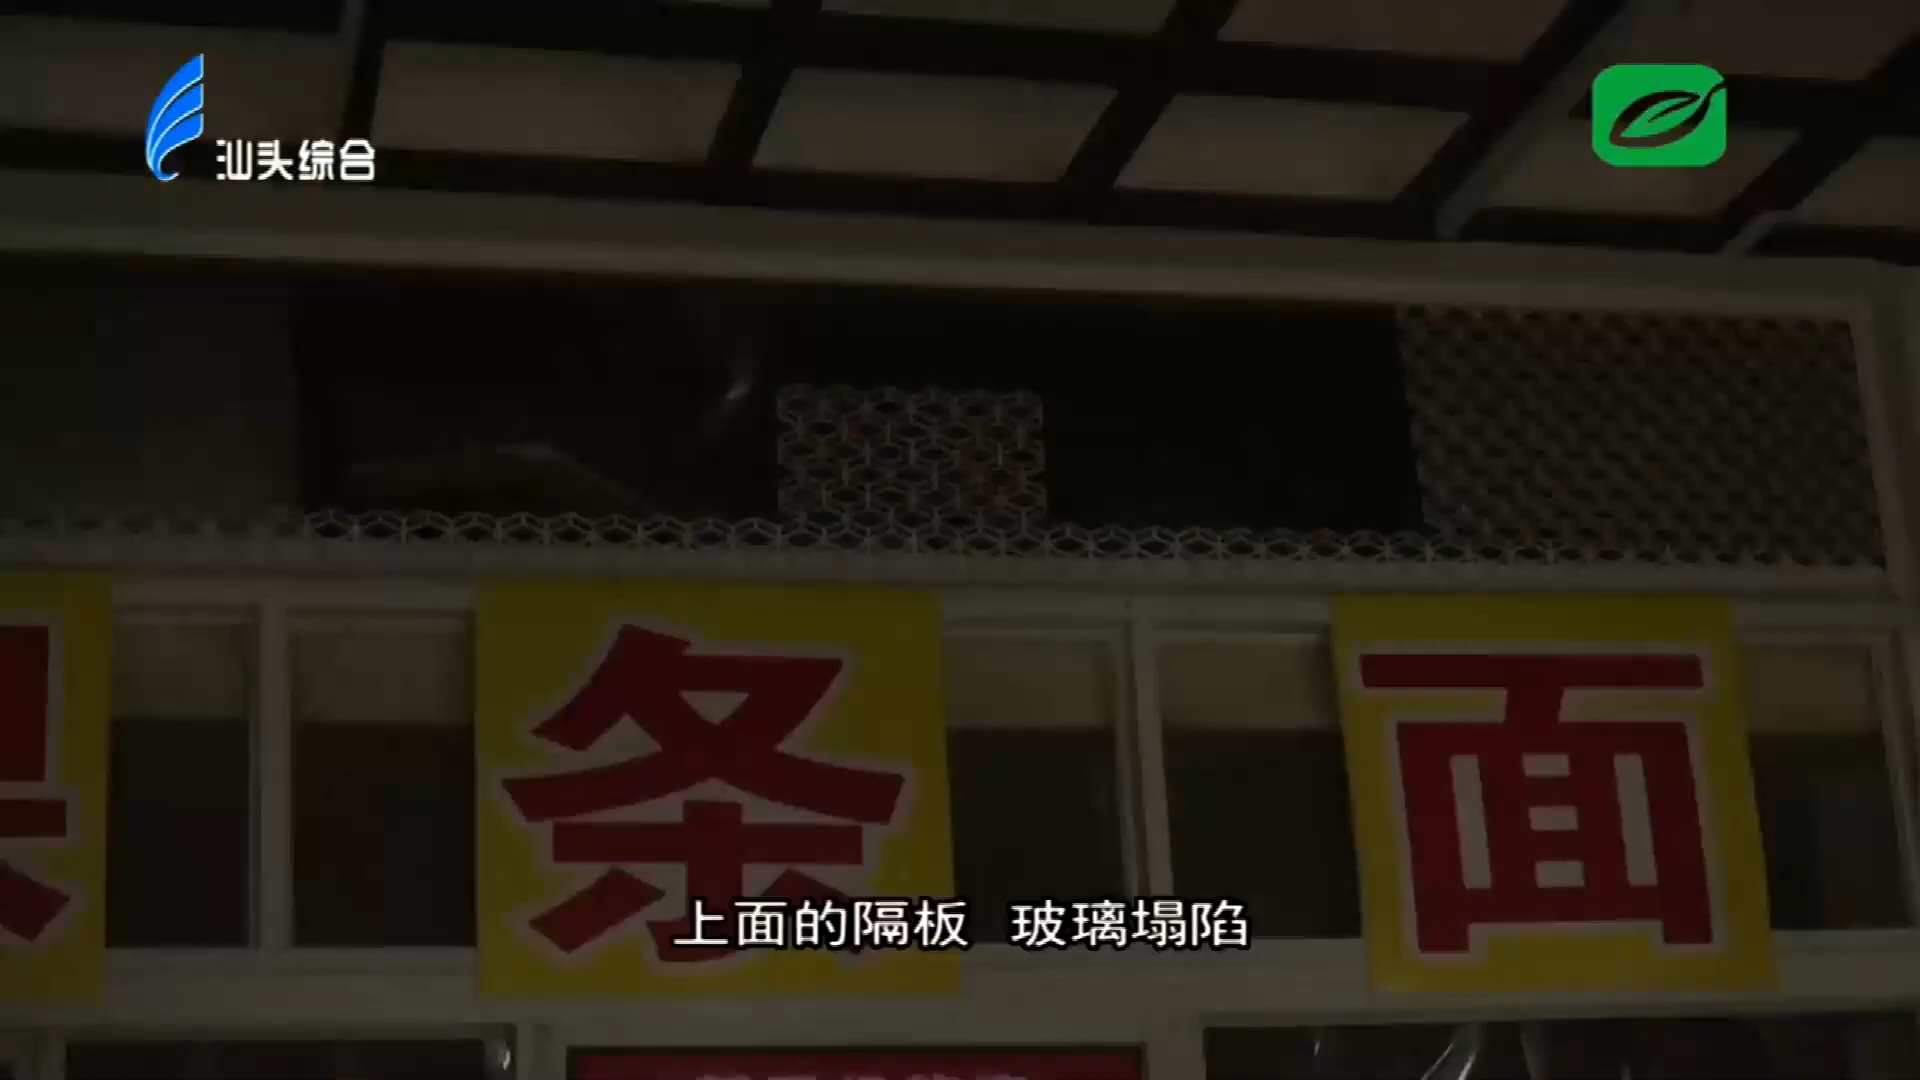 汕头综合
条 面
上面的隔板 玻璃塌陷